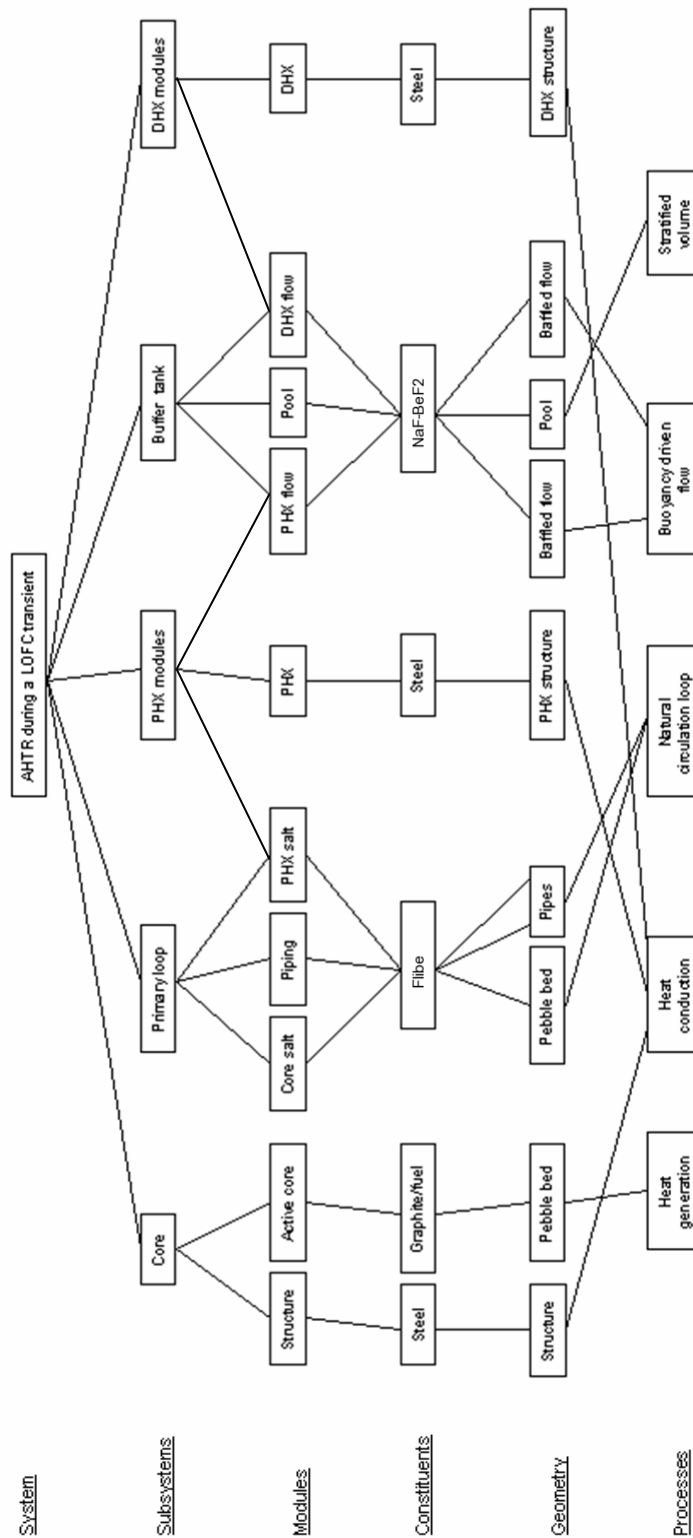 System
AHTR during a LOFC transient
Subsystems
Core
Primary loop
PHX modules
Buffer tank
DHX modules
Modules
Structure
Active core
Core salt
Piping
PHX salt
PHX
PHX flow
Pool
DHX flow
DHX
Constituents
Steel
Graphite/fuel
Flibe
Steel
NaF-BeF2
Steel
Geometry
Structure
Pebble bed
Pebble bed
Pipes
PHX structure
Baffled flow
Pool
Baffled flow
DHX structure
Processes
Heat
generation
Heat
conduction
Natural
circulation loop
Buoyancy driven
flow
Stratified
volume